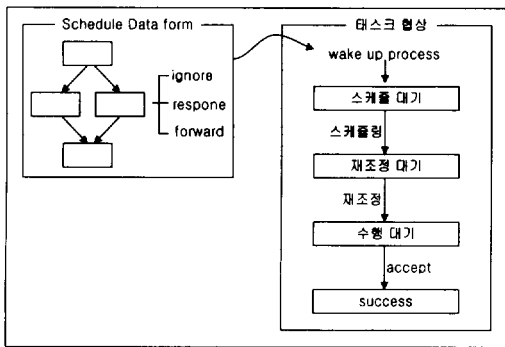 Schedule Data form
ignore
respone
forward
태스크 협상
wake up process
스케쥴 대기
스케쥴링
재조정 대기
재조정
수행 대기
accept
success